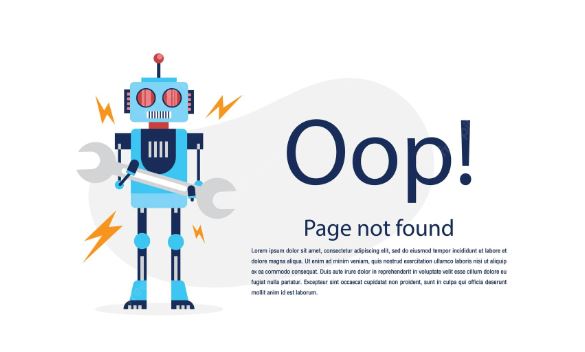 Oop!
Page not found
Lorem ipsum dolor sit amet, consectetur adipiscing elit, sed do eiusmod tempor incididunt ut labore et
dolore magna aliqua. Ut enim ad minim veniam, quis nostrud exercitation ullamco laboris nisi ut aliquip
ex ea commodo consequat. Duis aute irure dolor in reprehenderit in voluptate velit esse cillum dolore eu
fugiat nulla pariatur. Excepteur sint occaecat cupidatat non proident, sunt in culpa qui officia deserunt
mollit anim id est laborum.